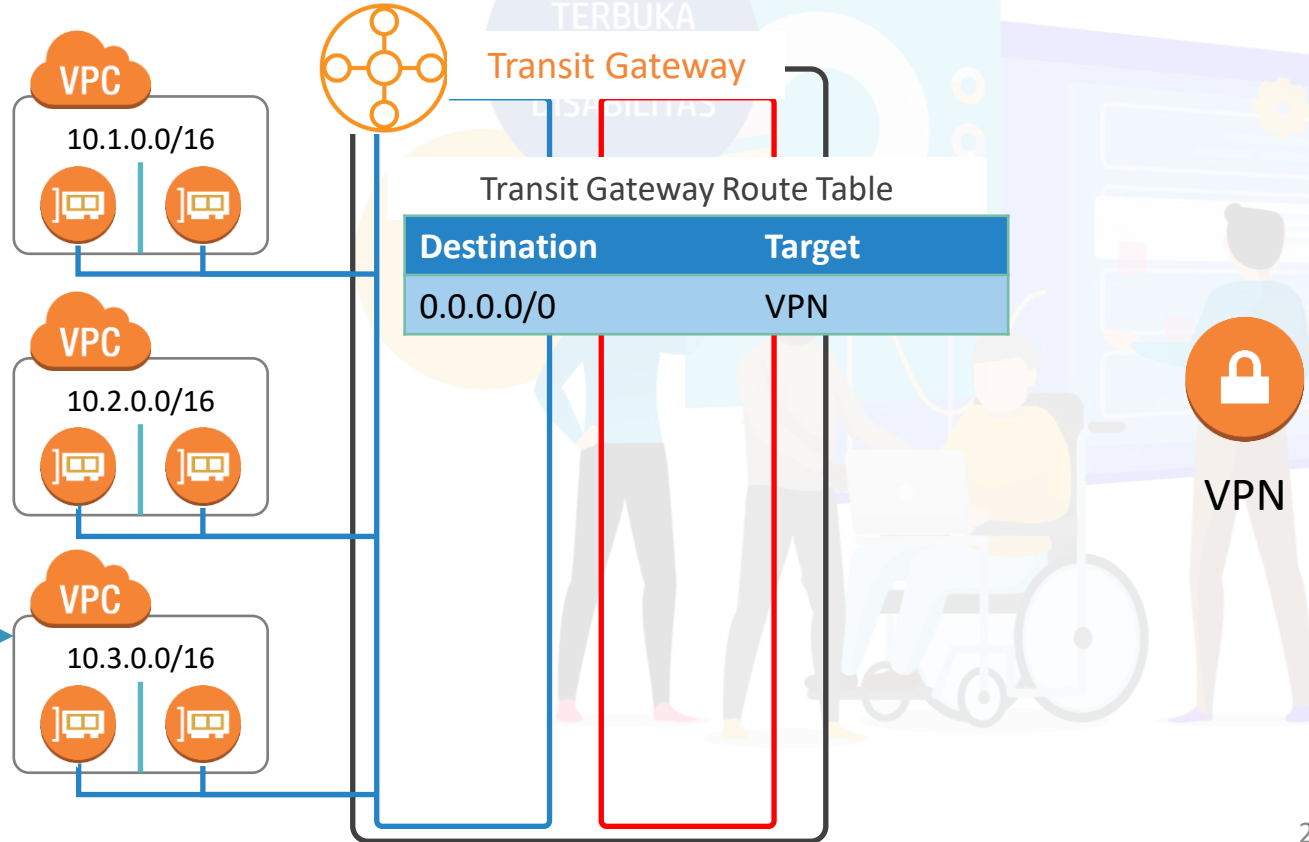 TERBUKA
DISABILITAS
Transit Gateway
VPC
10.1.0.0/16
Transit Gateway Route Table
Destination Target
0.0.0.0/0 VPN
VPC
10.2.0.0/16
VPN
VPC
10.3.0.0/16
2